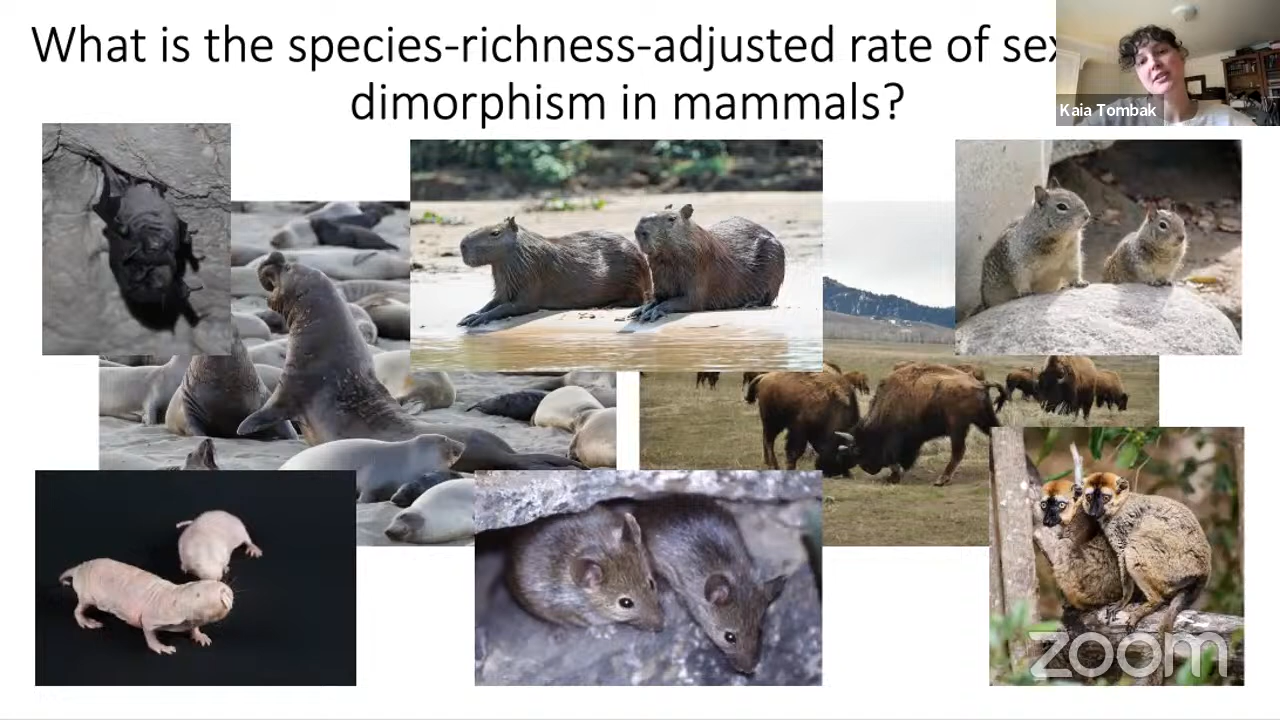 What is the species-richness-adjusted rate of sex
dimorphism in mammals?
Kaia Tombak
zoom